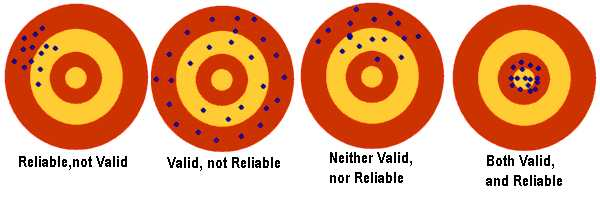 Reliable,not Valid
Valid, not Reliable
Neither Valid,
nor Reliable
Both Valid,
and Reliable